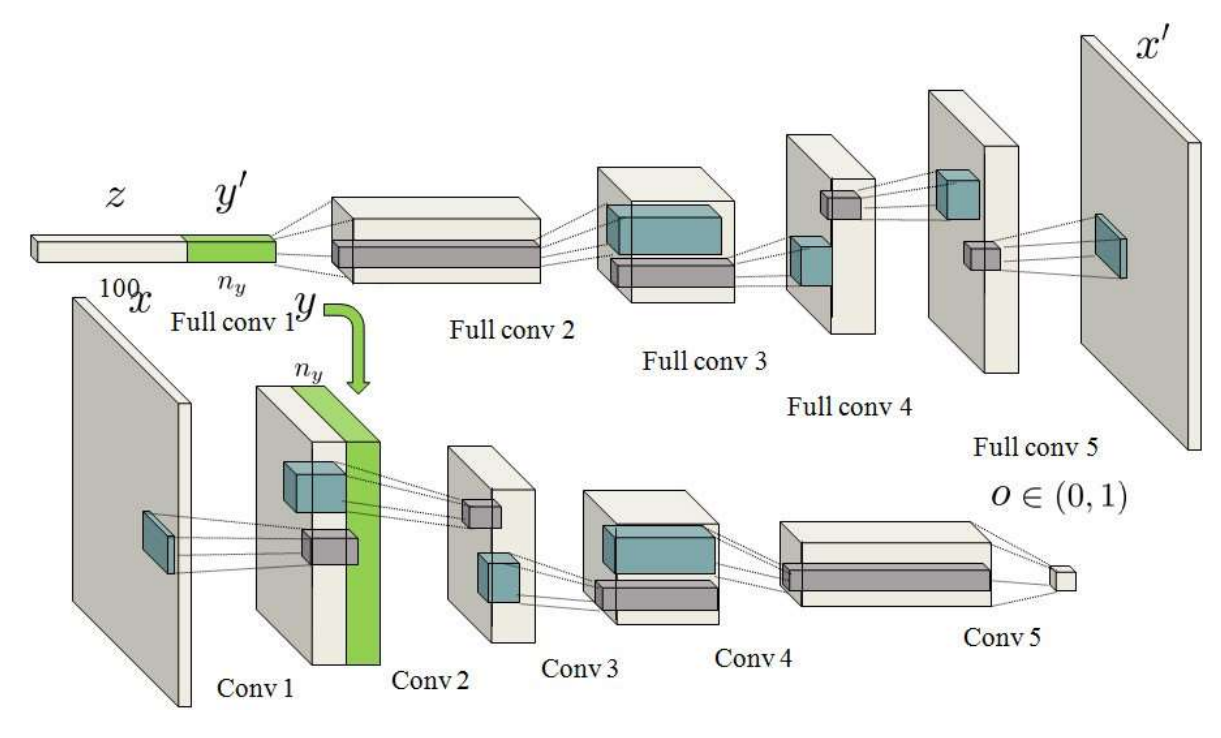 z
y′
x′
100
n_y
Full conv 1
Full conv 2
Full conv 3
Full conv 4
Full conv 5
x
y
n_y
o ∈ (0, 1)
Conv 1
Conv 2
Conv 3
Conv 4
Conv 5